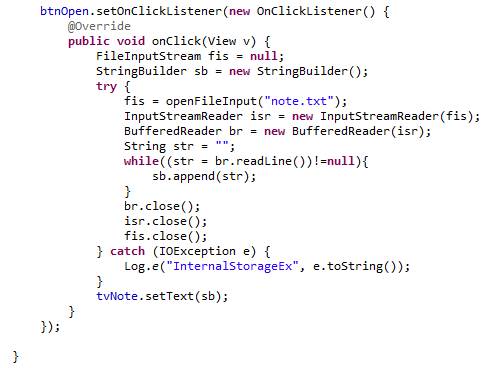 btnOpen.setOnClickListener(new OnClickListener() {
@Override
public void onClick(View v) {
FileInputStream fis = null;
StringBuilder sb = new StringBuilder();
try {
fis = openFileInput("note.txt");
InputStreamReader isr = new InputStreamReader(fis);
BufferedReader br = new BufferedReader(isr);
String str = "";
while((str = br.readLine())!=null){
sb.append(str);
}
br.close();
isr.close();
fis.close();
} catch (IOException e) {
Log.e("InternalStorageEx", e.toString());
}
tvNote.setText(sb);
}
});
}